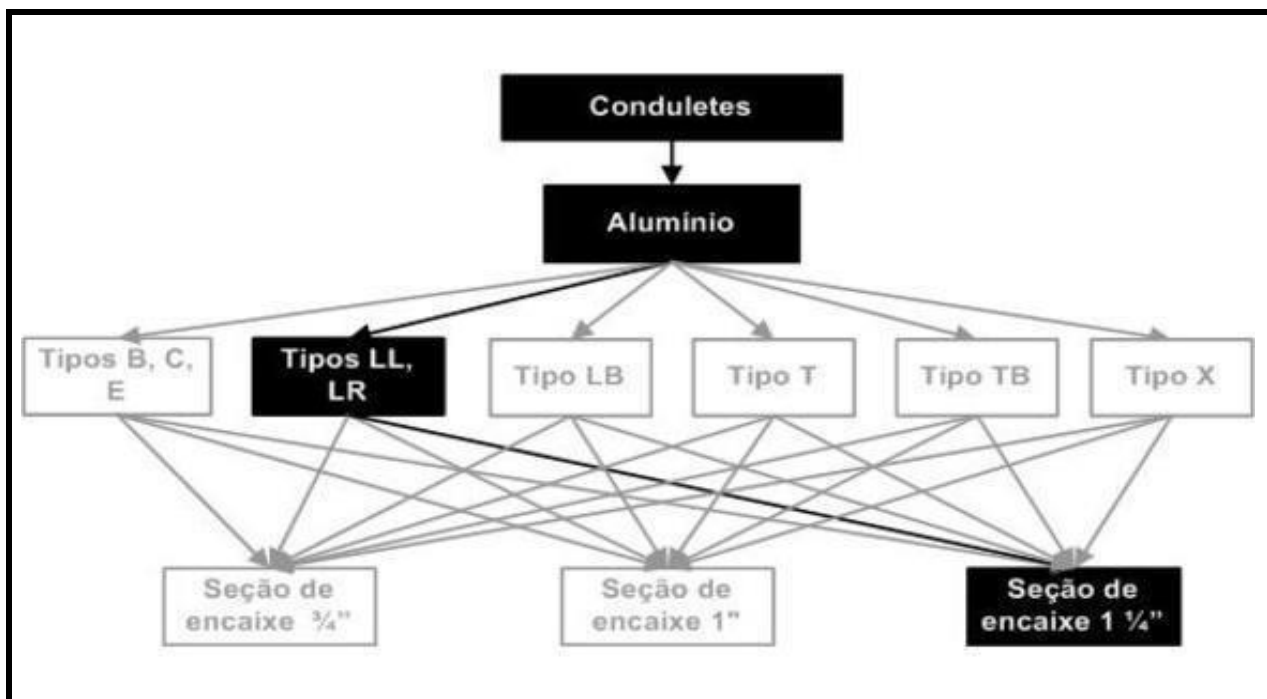 Conduletes
Alumínio
Tipos B, C,
E
Tipos LL,
LR
Tipo LB
Tipo T
Tipo TB
Tipo X
Seção de
encaixe ¾”
Seção de
encaixe 1"
Seção de
encaixe 1 ¼”